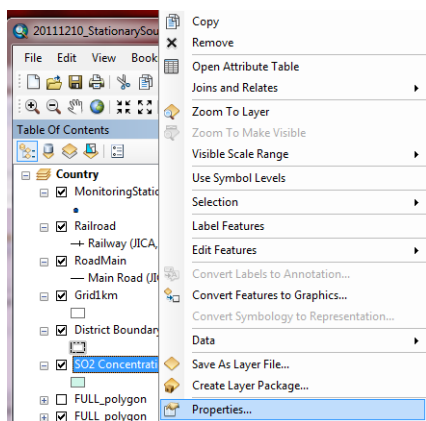 20111210_StationarySou
File Edit View Book
Table Of Contents
Country
MonitoringStatio
Railroad
Railway (JICA,
RoadMain
Main Road (JI
Grid1km
District Boundary
SO2 Concentrati
FULL_polygon
FULL polygon
Copy
Remove
Open Attribute Table
Joins and Relates
Zoom To Layer
Zoom To Make Visible
Visible Scale Range
Use Symbol Levels
Selection
Label Features
Edit Features
Convert Labels to Annotation...
Convert Features to Graphics...
Convert Symbology to Representation...
Data
Save As Layer File...
Create Layer Package...
Properties...